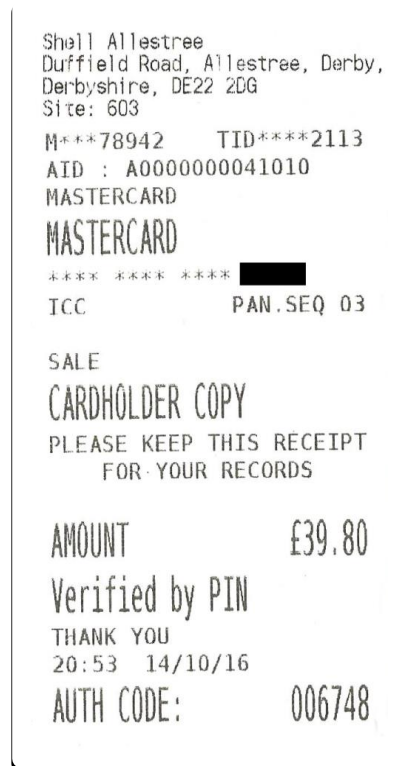 Shell Allestree
Duffield Road, Allestree, Derby,
Derbyshire, DE22 2DG
Site: 603
M***78942 TID****2113
AID : A0000000041010
MASTERCARD
MASTERCARD
**** **** ****
ICC PAN.SEQ 03
SALE
CARDHOLDER COPY
PLEASE KEEP THIS RECEIPT
FOR YOUR RECORDS
AMOUNT £39.80
Verified by PIN
THANK YOU
20:53 14/10/16
AUTH CODE: 006748